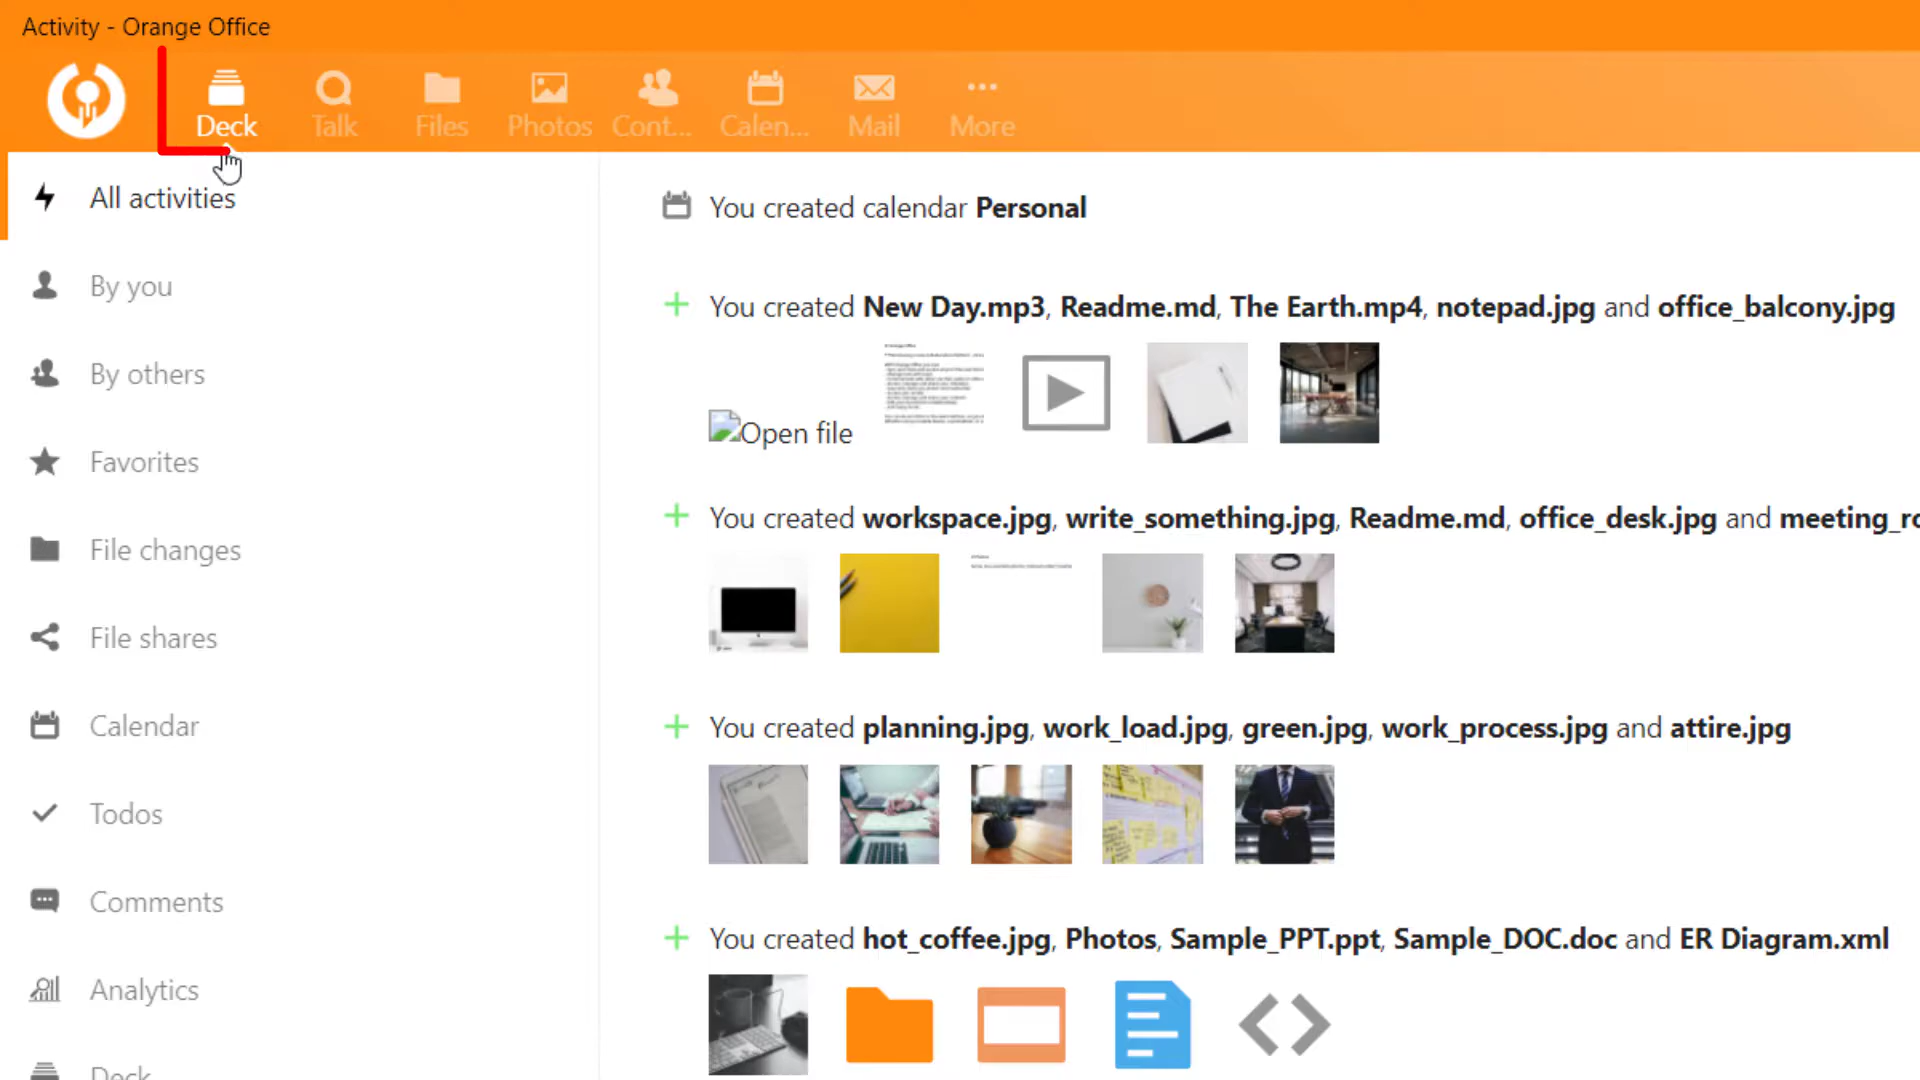 Activity - Orange Office
Deck
Talk
Files
Photos
Cont...
Calen...
Mail
More
All activities
By you
By others
Favorites
File changes
File shares
Calendar
Todos
Comments
Analytics
Deck
You created calendar Personal
You created New Day.mp3, Readme.md, The Earth.mp4, notepad.jpg and office_balcony.jpg
Open file
You created workspace.jpg, write_something.jpg, Readme.md, office_desk.jpg and meeting_ro
You created planning.jpg, work_load.jpg, green.jpg, work_process.jpg and attire.jpg
You created hot_coffee.jpg, Photos, Sample_PPT.ppt, Sample_DOC.doc and ER Diagram.xml